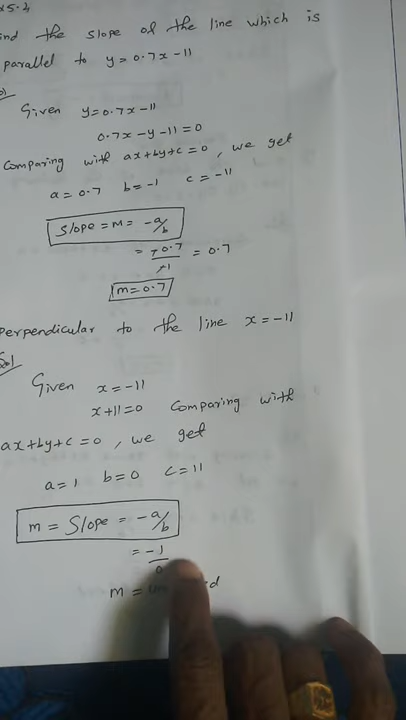 x5.2
ind the slope of the line which is
parallel to y = 0.7x - 11
Given y = 0.7x - 11
0.7x - y - 11 = 0
Comparing with ax + by + c = 0, we get
a = 0.7 b = -1 c = -11
Slope = m = -a/b
= -0.7/-1 = 0.7
m = 0.7
Perpendicular to the line x = -11
Sol
Given x = -11
x + 11 = 0 Comparing with
ax + by + c = 0, we get
a = 1 b = 0 c = 11
m = Slope = -a/b
= -1/0
m =